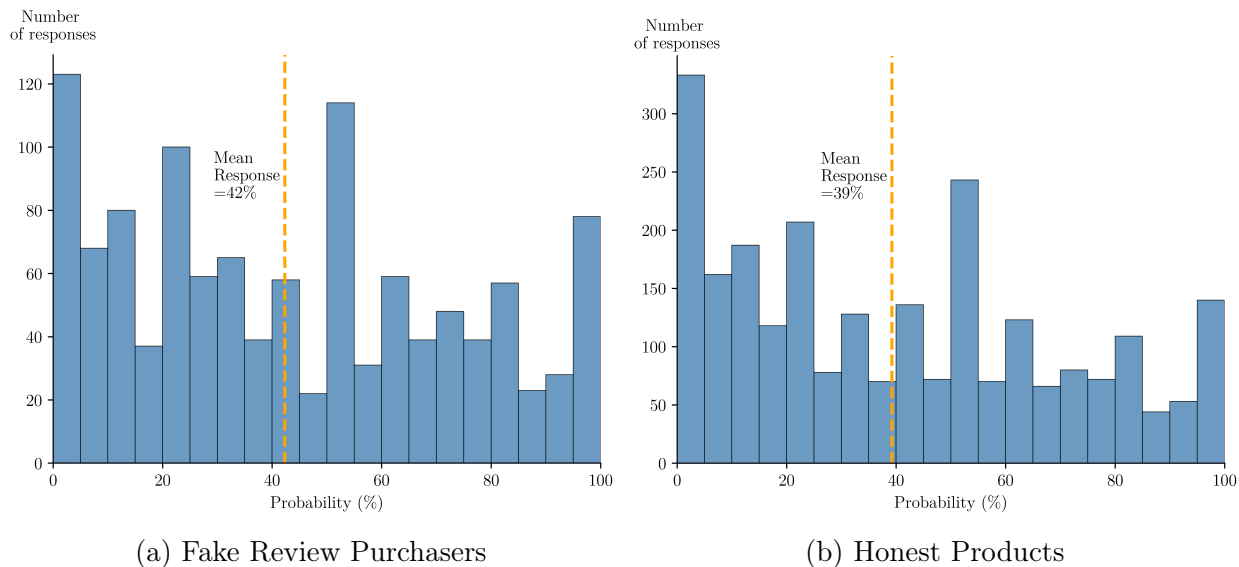 Number
of responses
120
100
80
60
40
20
0
Mean
Response
=42%
0 20 40 60 80 100
Probability (%)
(a) Fake Review Purchasers
Number
of responses
300
250
200
150
100
50
0
Mean
Response
=39%
0 20 40 60 80 100
Probability (%)
(b) Honest Products